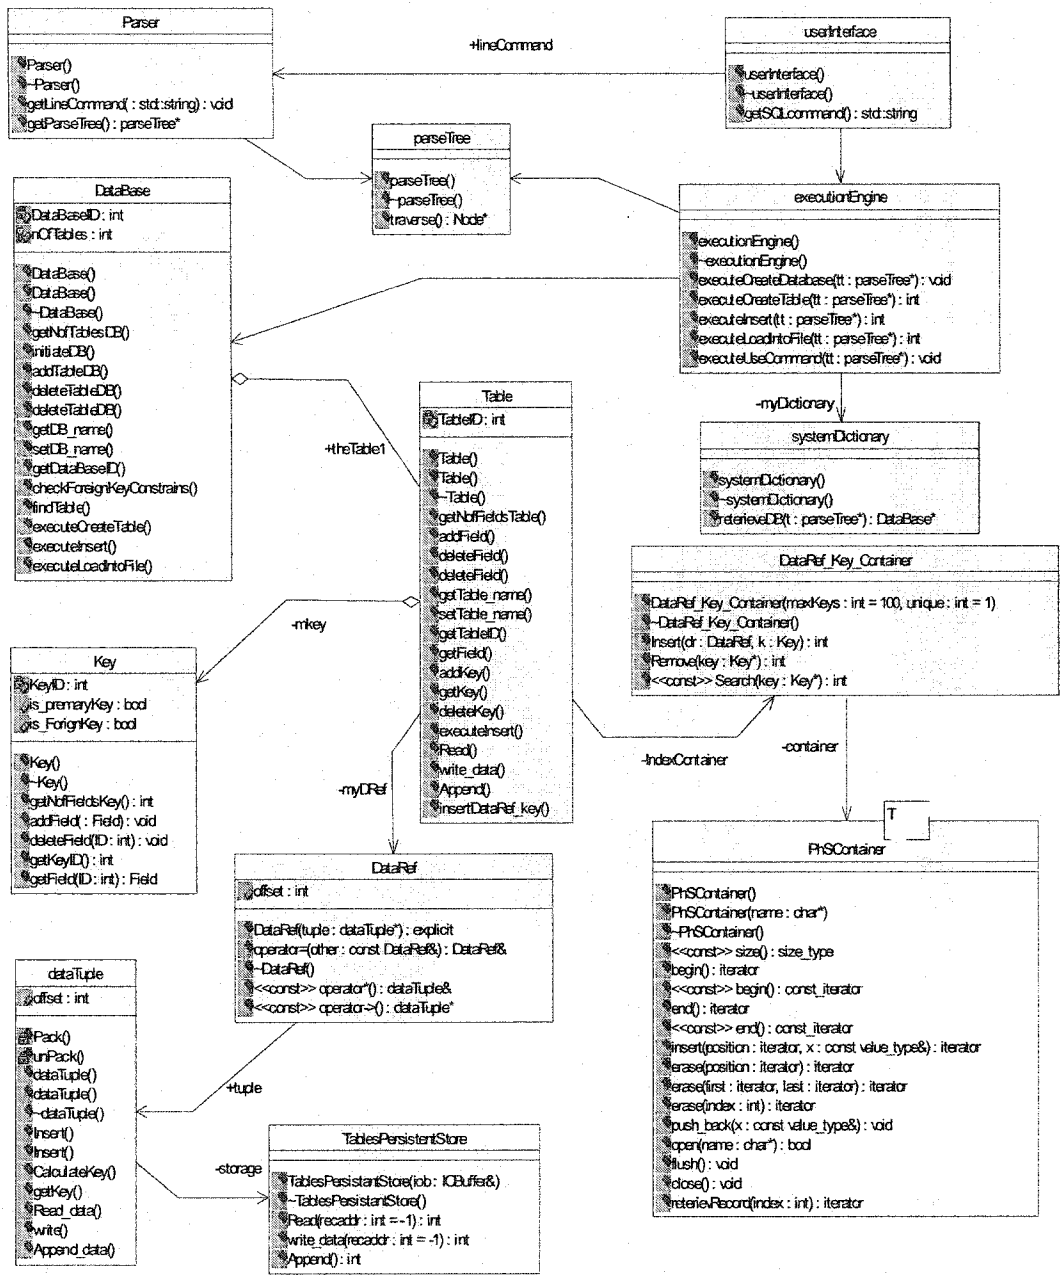 Parser
Parser()
~Parser()
getLineCommand( : std::string) : void
getParseTree() : parseTree*
+lineCommand
userInterface
userInterface()
~userInterface()
getSQLcommand() : std::string
parseTree
parseTree()
~parseTree()
traverse() : Node*
executionEngine
executionEngine()
~executionEngine()
executeCreateDatabase(tt : parseTree*) : void
executeCreateTable(tt : parseTree*) : int
executeInsert(tt : parseTree*) : int
executeLoadIntoFile(tt : parseTree*) : int
executeUseCommand(tt : parseTree*) : void
DataBase
DataBaseID : int
nOfTables : int
DataBase()
DataBase()
~DataBase()
getNofTablesDB()
initiateDB()
addTableDB()
deleteTableDB()
deleteTableDB()
getDB_name()
setDB_name()
getDataBaseID()
checkForeignKeyConstrains()
findTable()
executeCreateTable()
executeInsert()
executeLoadIntoFile()
+theTable1
-myDictionary
systemDictionary
systemDictionary()
~systemDictionary()
reterieveDB(t : parseTree*) : DataBase*
Table
TableID : int
Table()
Table()
~Table()
getNofFieldsTable()
addField()
deleteField()
deleteField()
getTable_name()
setTable_name()
getTableID()
getField()
addKey()
getKey()
deleteKey()
executeInsert()
Read()
write_data()
Append()
insertDataRef_key()
DataRef_Key_Container
DataRef_Key_Container(maxKeys : int = 100, unique : int = 1)
~DataRef_Key_Container()
Insert(dr : DataRef, k : Key) : int
Remove(key : Key*) : int
<<const>> Search(key : Key*) : int
-mkey
Key
KeyID : int
is_premaryKey : bool
is_ForignKey : bool
Key()
~Key()
getNofFieldsKey() : int
addField( : Field) : void
deleteField(ID : int) : void
getKeyID() : int
getField(ID : int) : Field
-IndexContainer
-container
-myDRef
T
PhSContainer
PhSContainer()
PhSContainer(name : char*)
~PhSContainer()
<<const>> size() : size_type
begin() : iterator
<<const>> begin() : const_iterator
end() : iterator
<<const>> end() : const_iterator
insert(position : iterator, x : const value_type&) : iterator
erase(position : iterator) : iterator
erase(first : iterator, last : iterator) : iterator
erase(index : int) : iterator
push_back(x : const value_type&) : void
open(name : char*) : bool
flush() : void
close() : void
reterievRecord(index : int) : iterator
DataRef
offset : int
DataRef(tuple : dataTuple*) : explicit
operator=(other : const DataRef&) : DataRef&
~DataRef()
<<const>> operator*() : dataTuple&
<<const>> operator->() : dataTuple*
+tuple
dataTuple
offset : int
Pack()
unPack()
dataTuple()
dataTuple()
~dataTuple()
Insert()
Insert()
CalculateKey()
getKey()
Read_data()
write()
Append_data()
-storage
TablesPersistentStore
TablesPersistantStore(iob : IOBuffer&)
~TablesPersistantStore()
Read(recaddr : int = -1) : int
write_data(recaddr : int = -1) : int
Append() : int